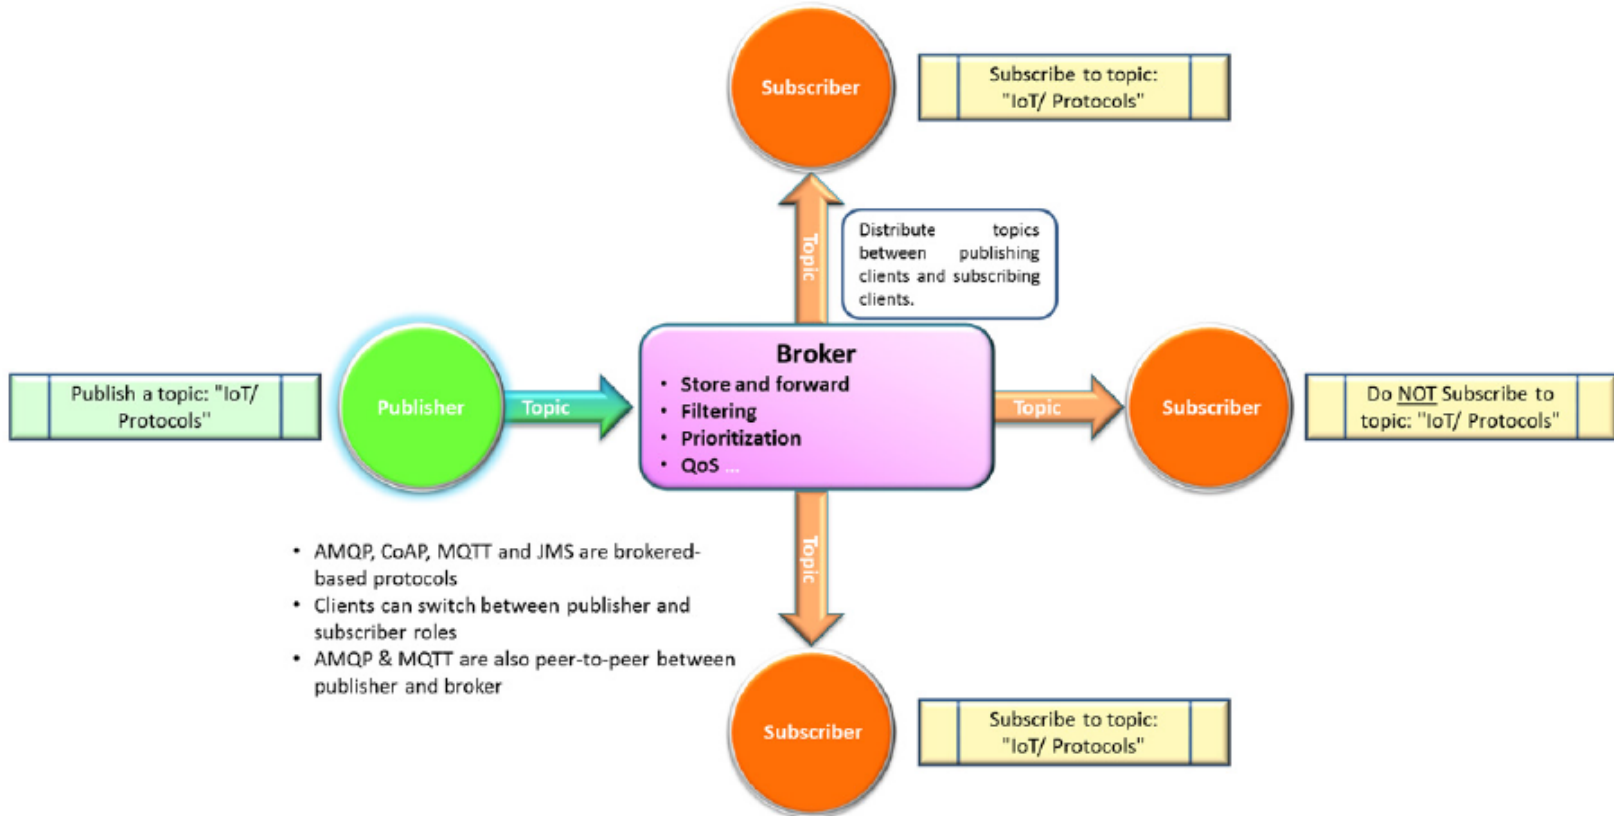 Subscriber
Subscribe to topic:
"IoT/ Protocols"
Topic
Distribute topics
between publishing
clients and subscribing
clients.
Publish a topic: "IoT/
Protocols"
Publisher
Topic
Broker
• Store and forward
• Filtering
• Prioritization
• QoS ...
Topic
Subscriber
Do NOT Subscribe to
topic: "IoT/ Protocols"
Topic
• AMQP, CoAP, MQTT and JMS are brokered-
based protocols
• Clients can switch between publisher and
subscriber roles
• AMQP & MQTT are also peer-to-peer between
publisher and broker
Subscriber
Subscribe to topic:
"IoT/ Protocols"